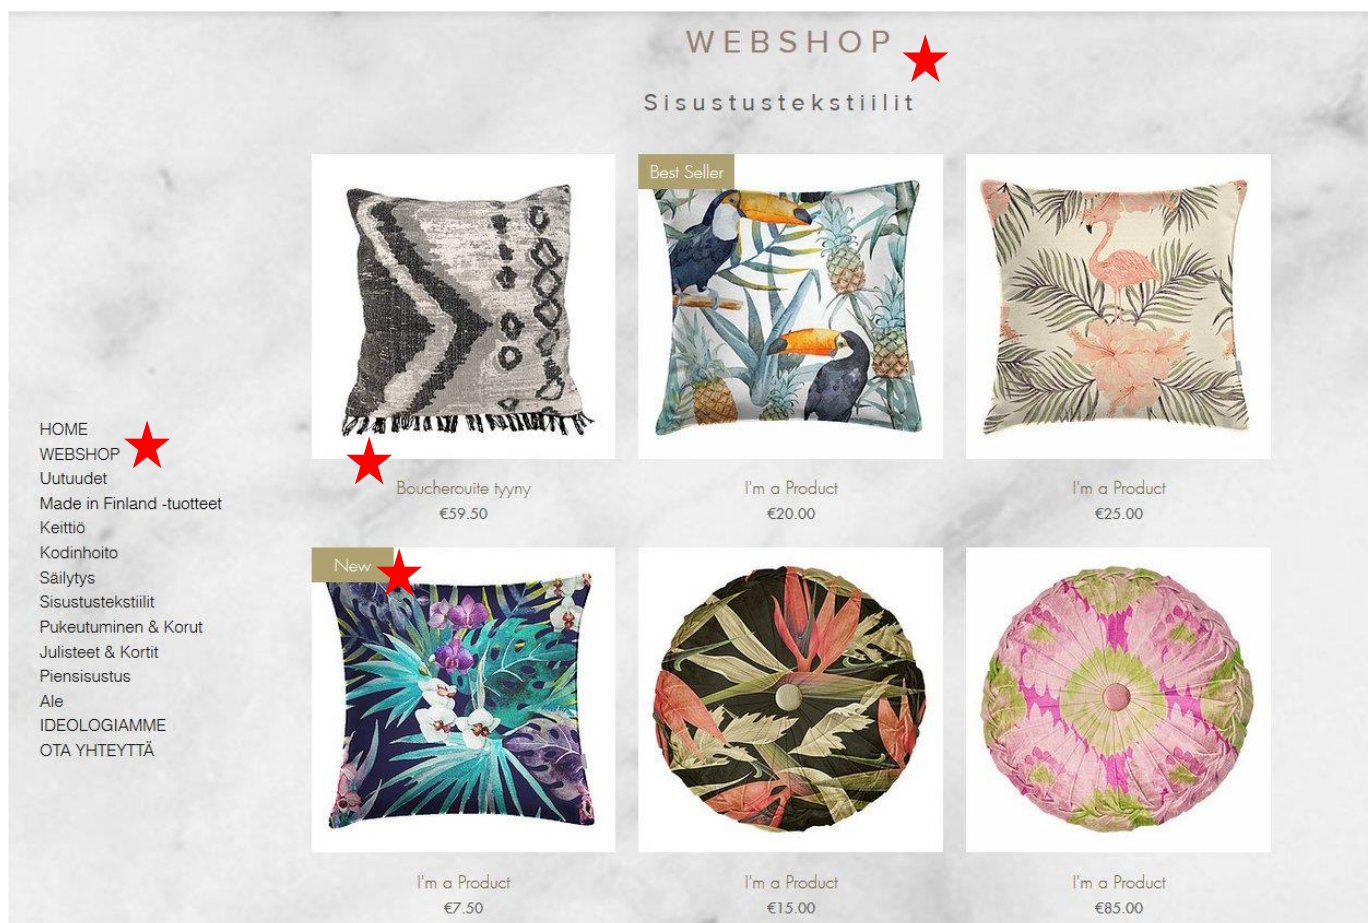 WEBSHOP
Sisustustekstiilit
HOME
WEBSHOP
Uutuudet
Made in Finland -tuotteet
Keittiö
Kodinhoito
Säilytys
Sisustustekstiilit
Pukeutuminen & Korut
Julisteet & Kortit
Piensisustus
Ale
IDEOLOGIAMME
OTA YHTEYTTÄ
Boucherouite tyyny
€59.50
Best Seller
I'm a Product
€20.00
I'm a Product
€25.00
New
I'm a Product
€7.50
I'm a Product
€15.00
I'm a Product
€85.00